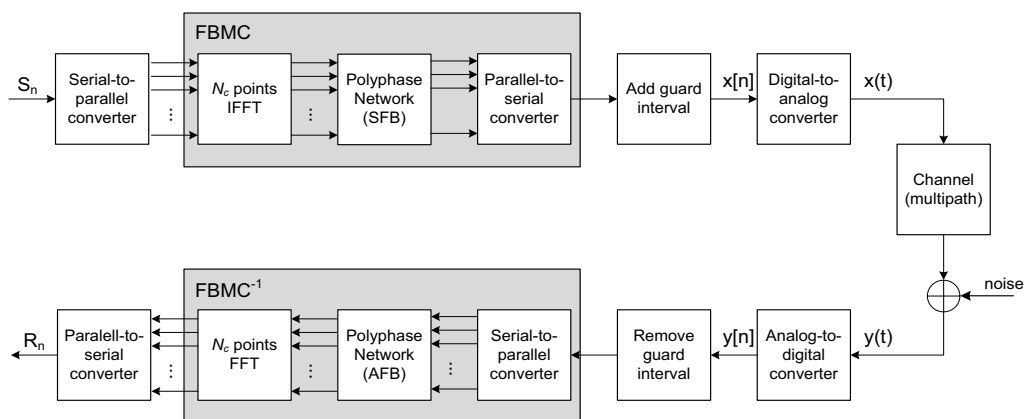 FBMC
Sₙ
Serial-to-
parallel
converter
N_c points
IFFT
Polyphase
Network
(SFB)
Parallel-to-
serial
converter
Add guard
interval
x[n]
Digital-to-
analog
converter
x(t)
Channel
(multipath)
noise
y(t)
Analog-to-
digital
converter
y[n]
Remove
guard
interval
FBMC⁻¹
Serial-to-
parallel
converter
Polyphase
Network
(AFB)
N_c points
FFT
Paralell-to-
serial
converter
Rₙ